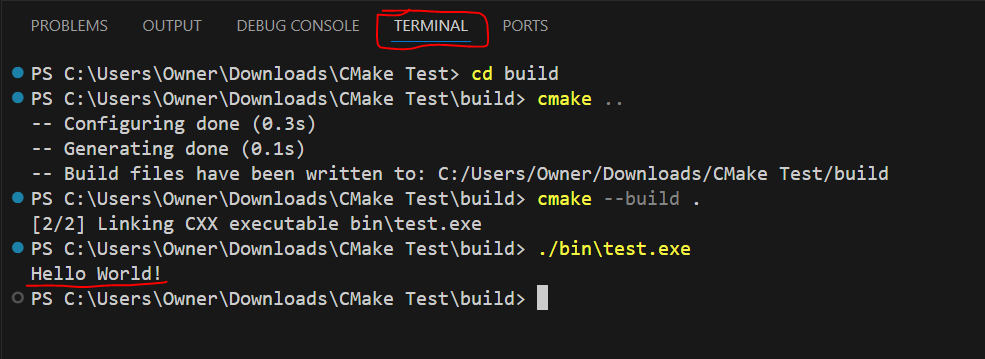 PROBLEMS OUTPUT DEBUG CONSOLE TERMINAL PORTS
PS C:\Users\Owner\Downloads\CMake Test> cd build
PS C:\Users\Owner\Downloads\CMake Test\build> cmake ..
-- Configuring done (0.3s)
-- Generating done (0.1s)
-- Build files have been written to: C:/Users/Owner/Downloads/CMake Test/build
PS C:\Users\Owner\Downloads\CMake Test\build> cmake --build .
[2/2] Linking CXX executable bin\test.exe
PS C:\Users\Owner\Downloads\CMake Test\build> ./bin\test.exe
Hello World!
PS C:\Users\Owner\Downloads\CMake Test\build>